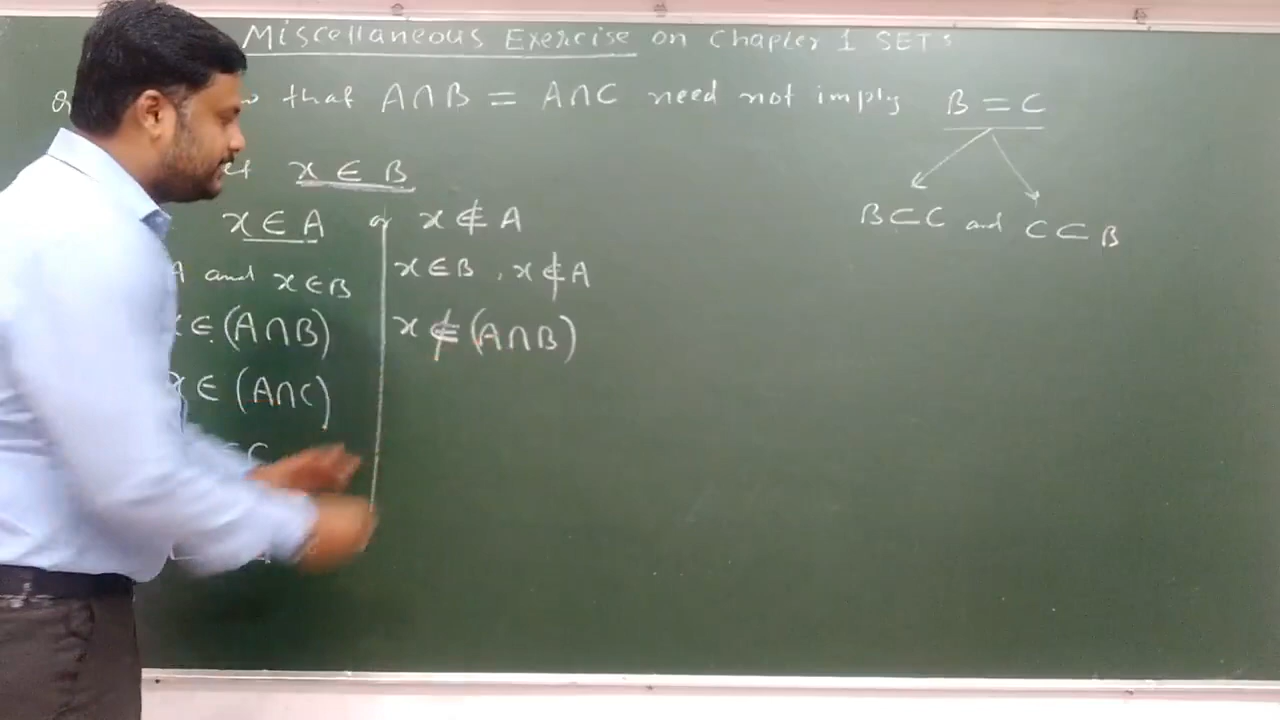 Miscellaneous Exercise on Chapter 1 SETS
that A∩B = A∩C need not imply B = C
x ∈ B
x ∈ A or x ∉ A
B⊂C and C⊂B
A and x∈B
x∈B, x∉A
x∈(A∩B)
x∉(A∩B)
x∈(A∩C)
∈ C